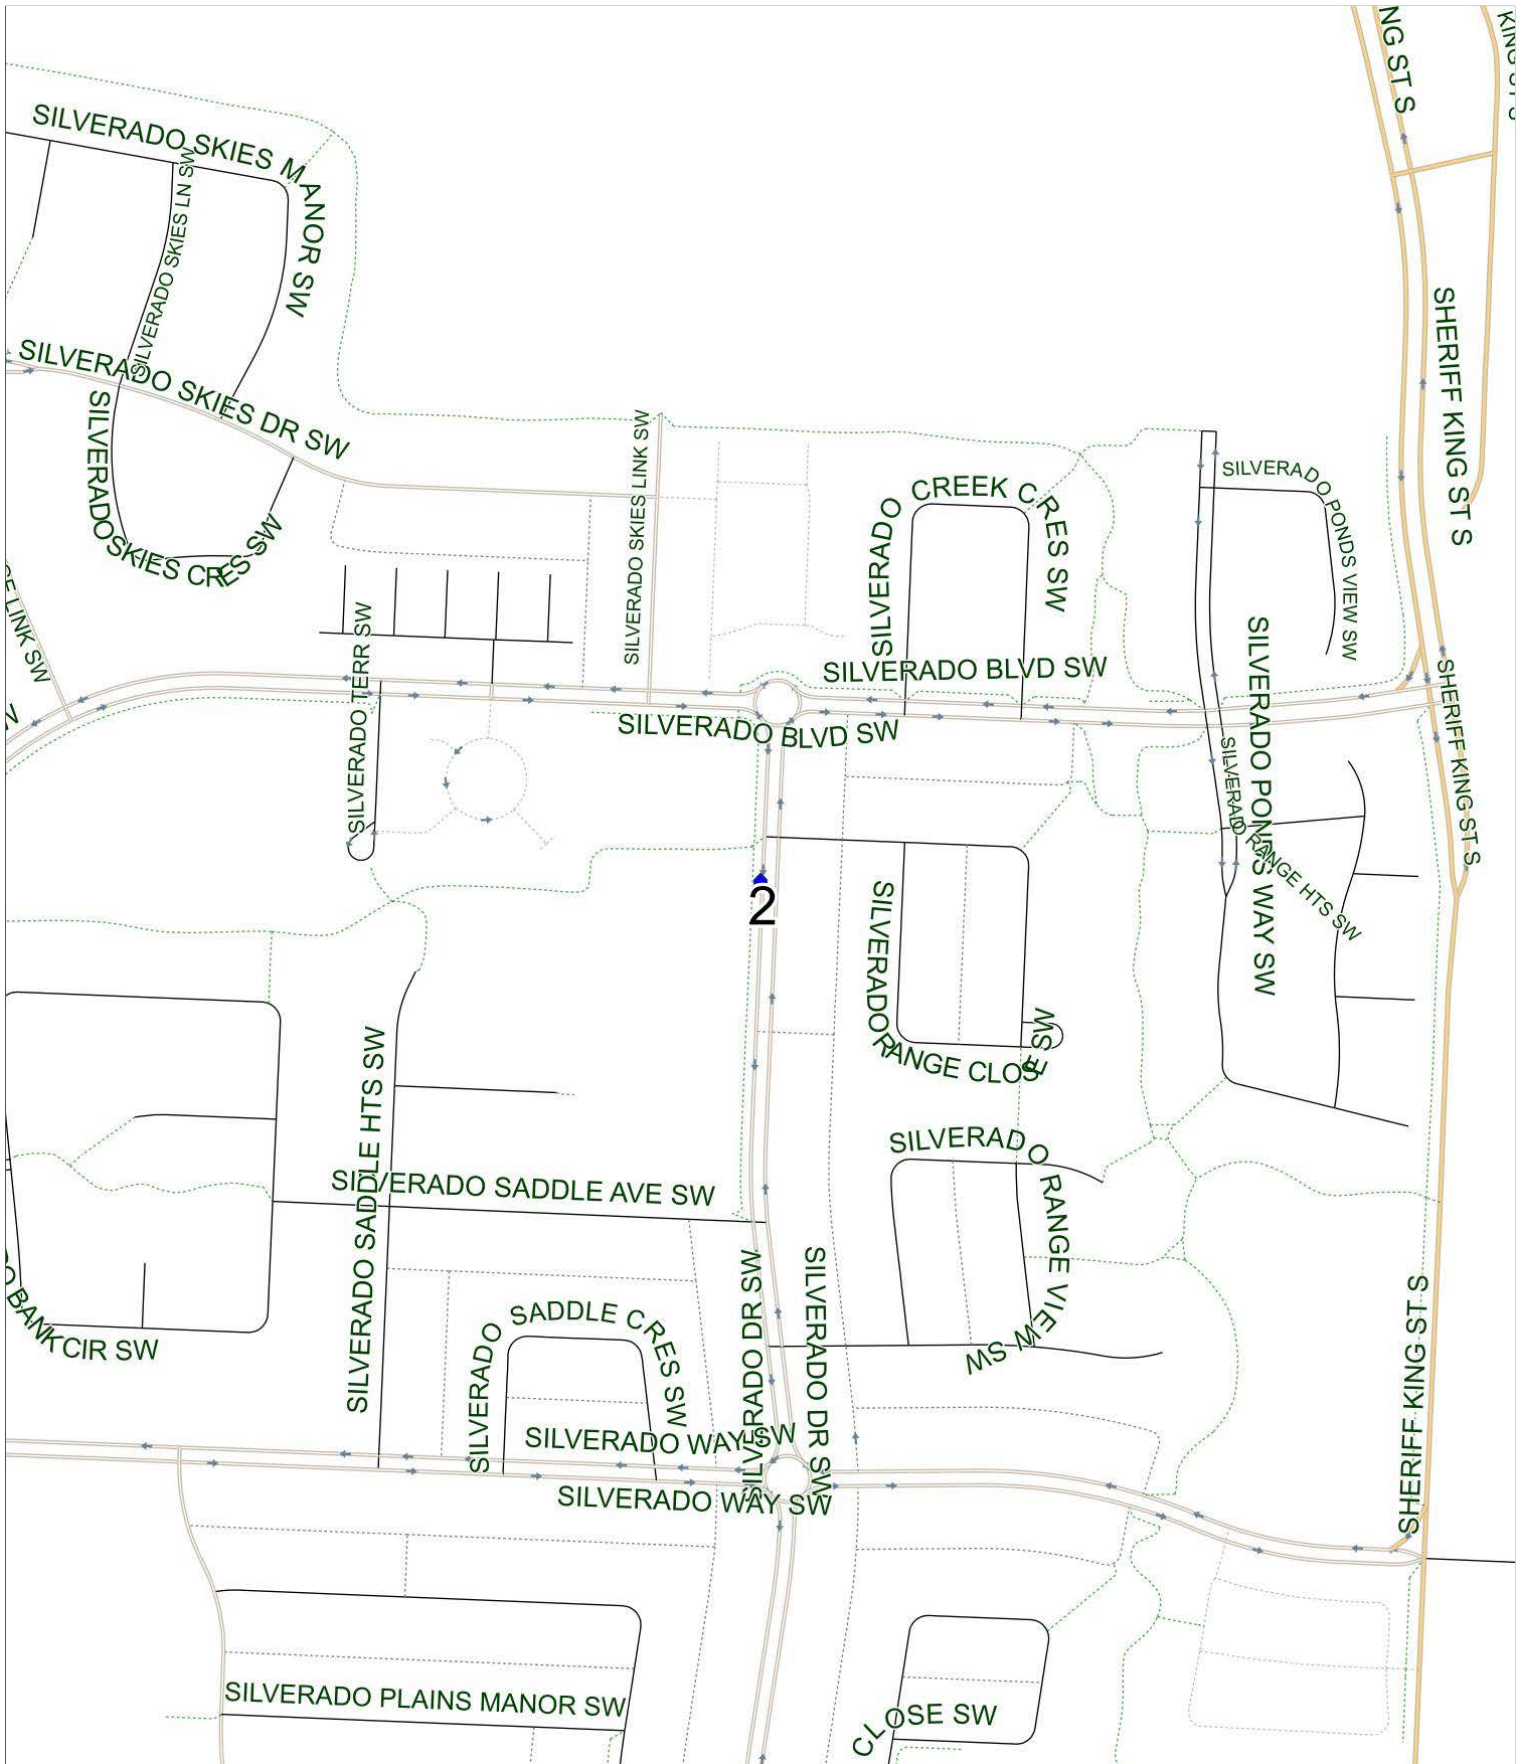 NG ST S
SILVERADO SKIES MANOR SW
SILVERADO SKIES LN SW
SHERIFF KING ST S
SILVERADO SKIES DR SW
SILVERADO SKIES CRES SW
SILVERADO SKIES LINK SW
SILVERADO CREEK CRES SW
SILVERADO PONDS VIEW SW
LINK SW
SILVERADO TERR SW
SILVERADO BLVD SW
SILVERADO BLVD SW
SILVERADO PONDS WAY SW
SHERIFF KING ST S
SILVERADO RANGE HTS SW
2
SILVERADO RANGE CLOSE SW
SILVERADO SADDLE HTS SW
SILVERADO RANGE VIEW SW
SILVERADO SADDLE AVE SW
SILVERADO DR SW
SILVERADO DR SW
BANK CIR SW
SILVERADO SADDLE CRES SW
SHERIFF KING ST S
SILVERADO WAY SW
SILVERADO WAY SW
SILVERADO PLAINS MANOR SW
CLOSE SW